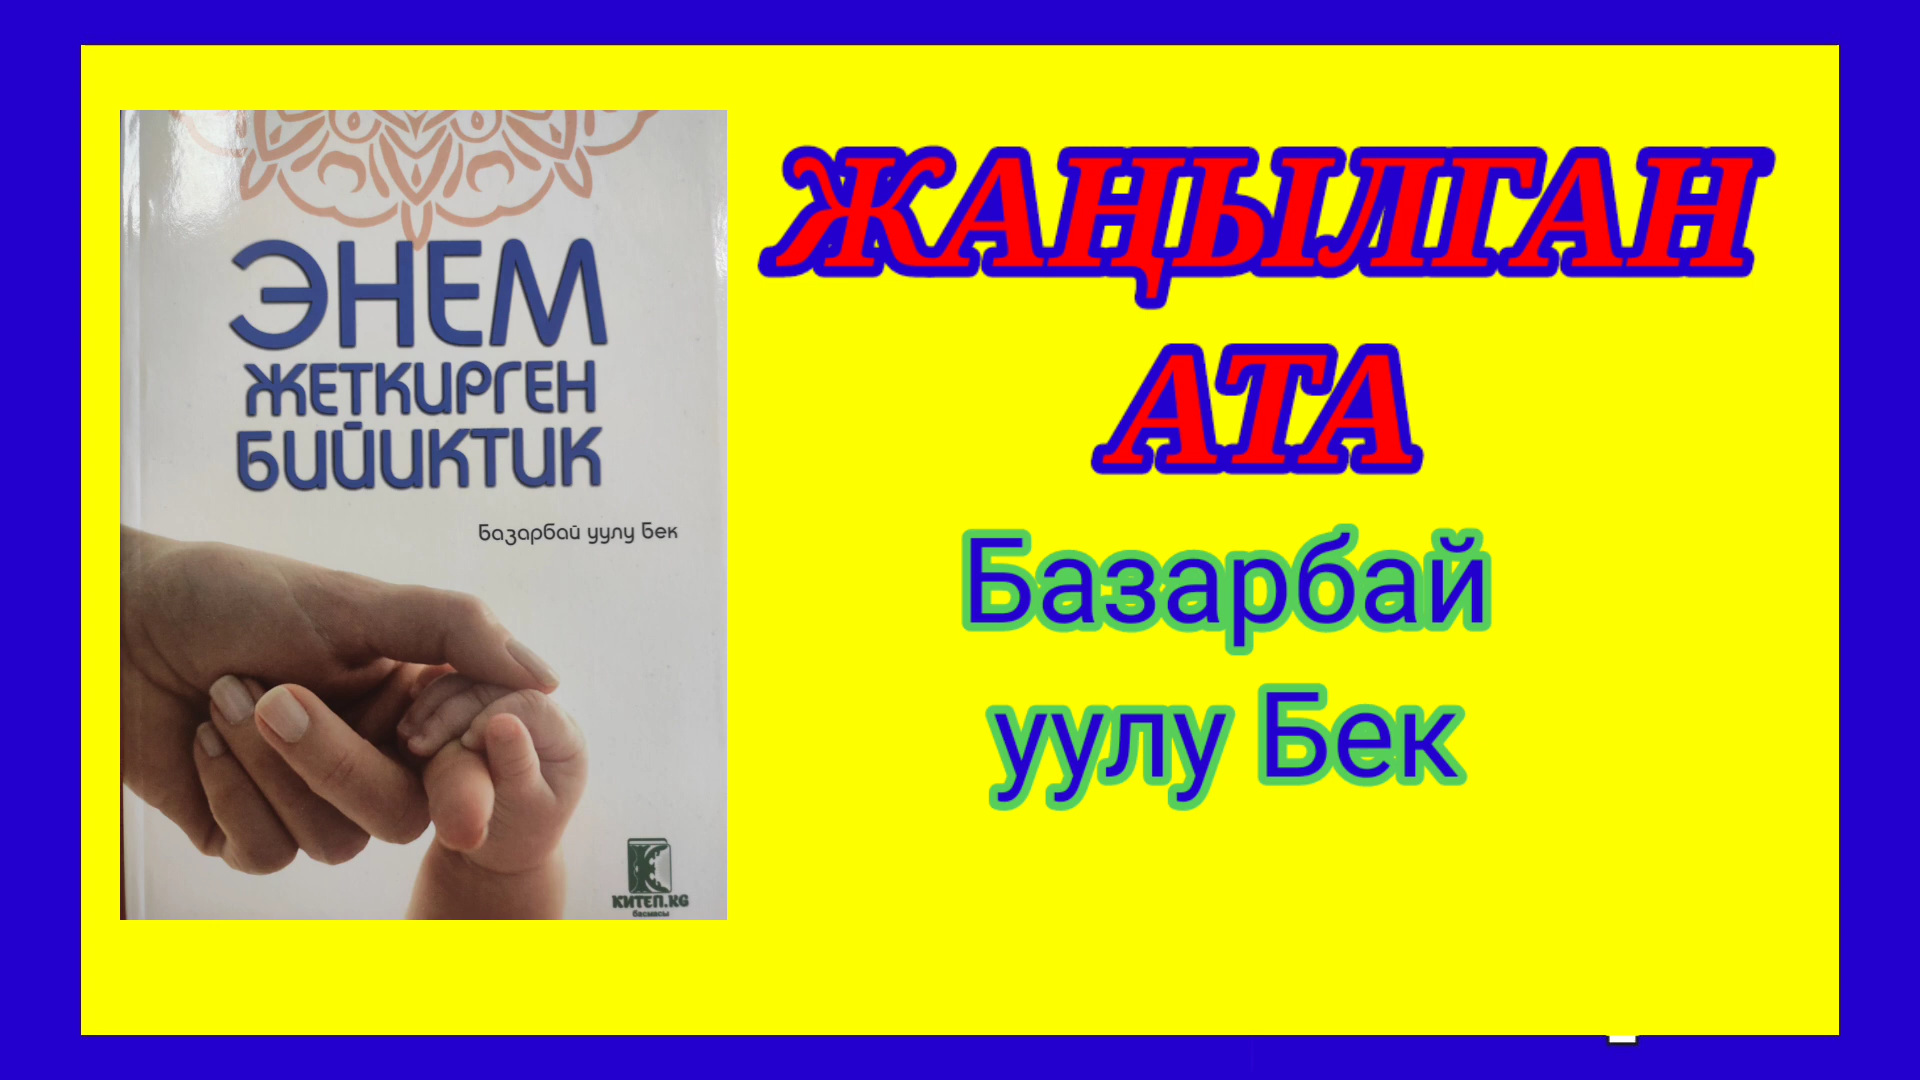 ЭНЕМ
ЖЕТКИРГЕН
БИЙИКТИК
Базарбай уулу Бек
КИТЕП.KG
басмасы
ЖАҢЫЛГАН
АТА
Базарбай
уулу Бек